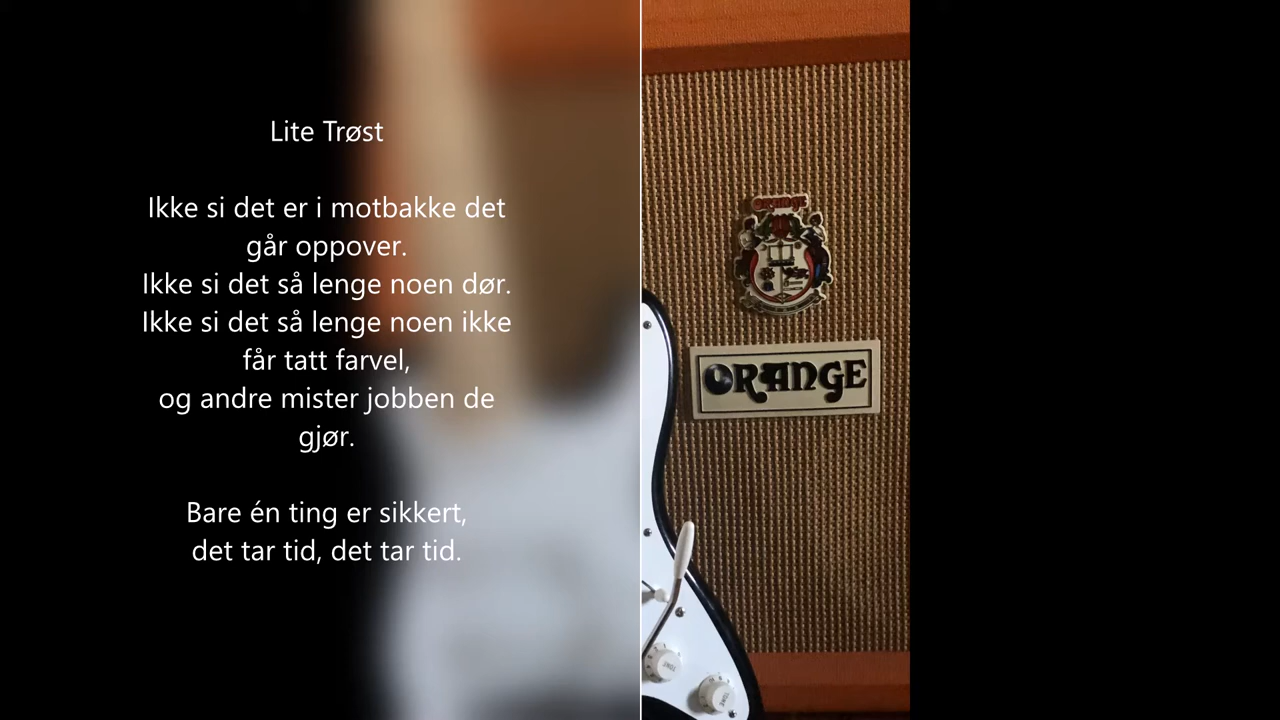 Lite Trøst
Ikke si det er i motbakke det
går oppover.
Ikke si det så lenge noen dør.
Ikke si det så lenge noen ikke
får tatt farvel,
og andre mister jobben de
gjør.
Bare én ting er sikkert,
det tar tid, det tar tid.
ORANGE
ORANGE
TONE
TONE